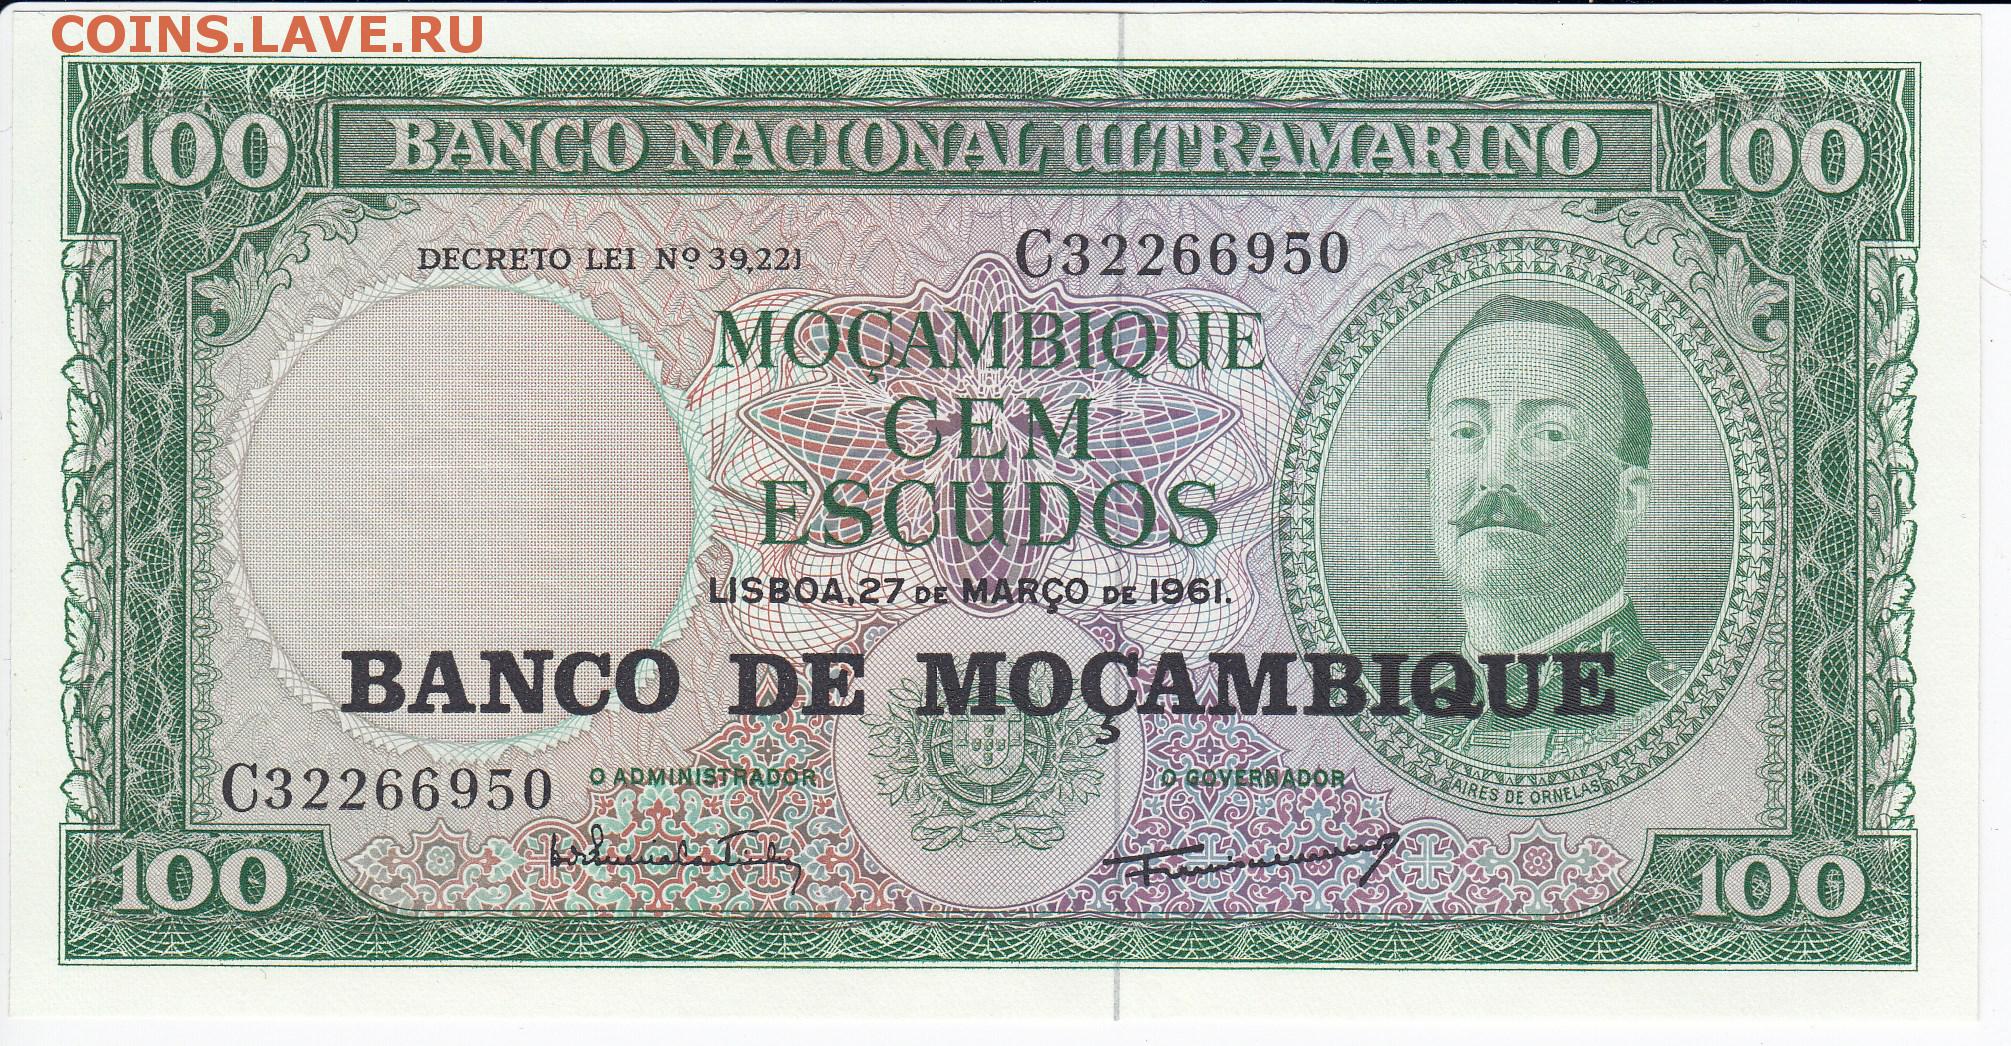 COINS.LAVE.RU
100 BANCO NACIONAL ULTRAMARINO 100
DECRETO LEI Nº 39,221 C32266950
MOÇAMBIQUE
CEM
ESCUDOS
LISBOA, 27 DE MARÇO DE 1961.
BANCO DE MOÇAMBIQUE
C32266950 O ADMINISTRADOR O GOVERNADOR
AIRES DE ORNELAS
100 100